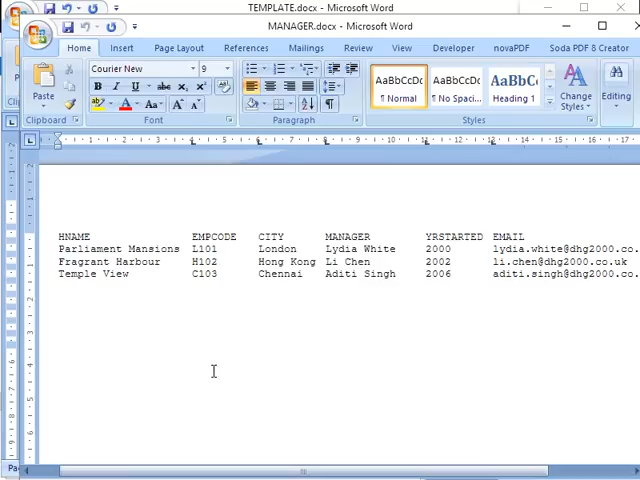 TEMPLATE.docx - Microsoft Word
MANAGER.docx - Microsoft Word
Home Insert Page Layout References Mailings Review View Developer novaPDF Soda PDF 8 Creator
Courier New 9
Paste
B I U
Aa
A A
AaBbCcDc AaBbCcDc AaBbC
¶ Normal ¶ No Spaci... Heading 1
Change Styles
Editing
Clipboard Font Paragraph Styles
HNAME EMPCODE CITY MANAGER YRSTARTED EMAIL
Parliament Mansions L101 London Lydia White 2000 lydia.white@dhg2000.co.
Fragrant Harbour H102 Hong Kong Li Chen 2002 li.chen@dhg2000.co.uk
Temple View C103 Chennai Aditi Singh 2006 aditi.singh@dhg2000.co.